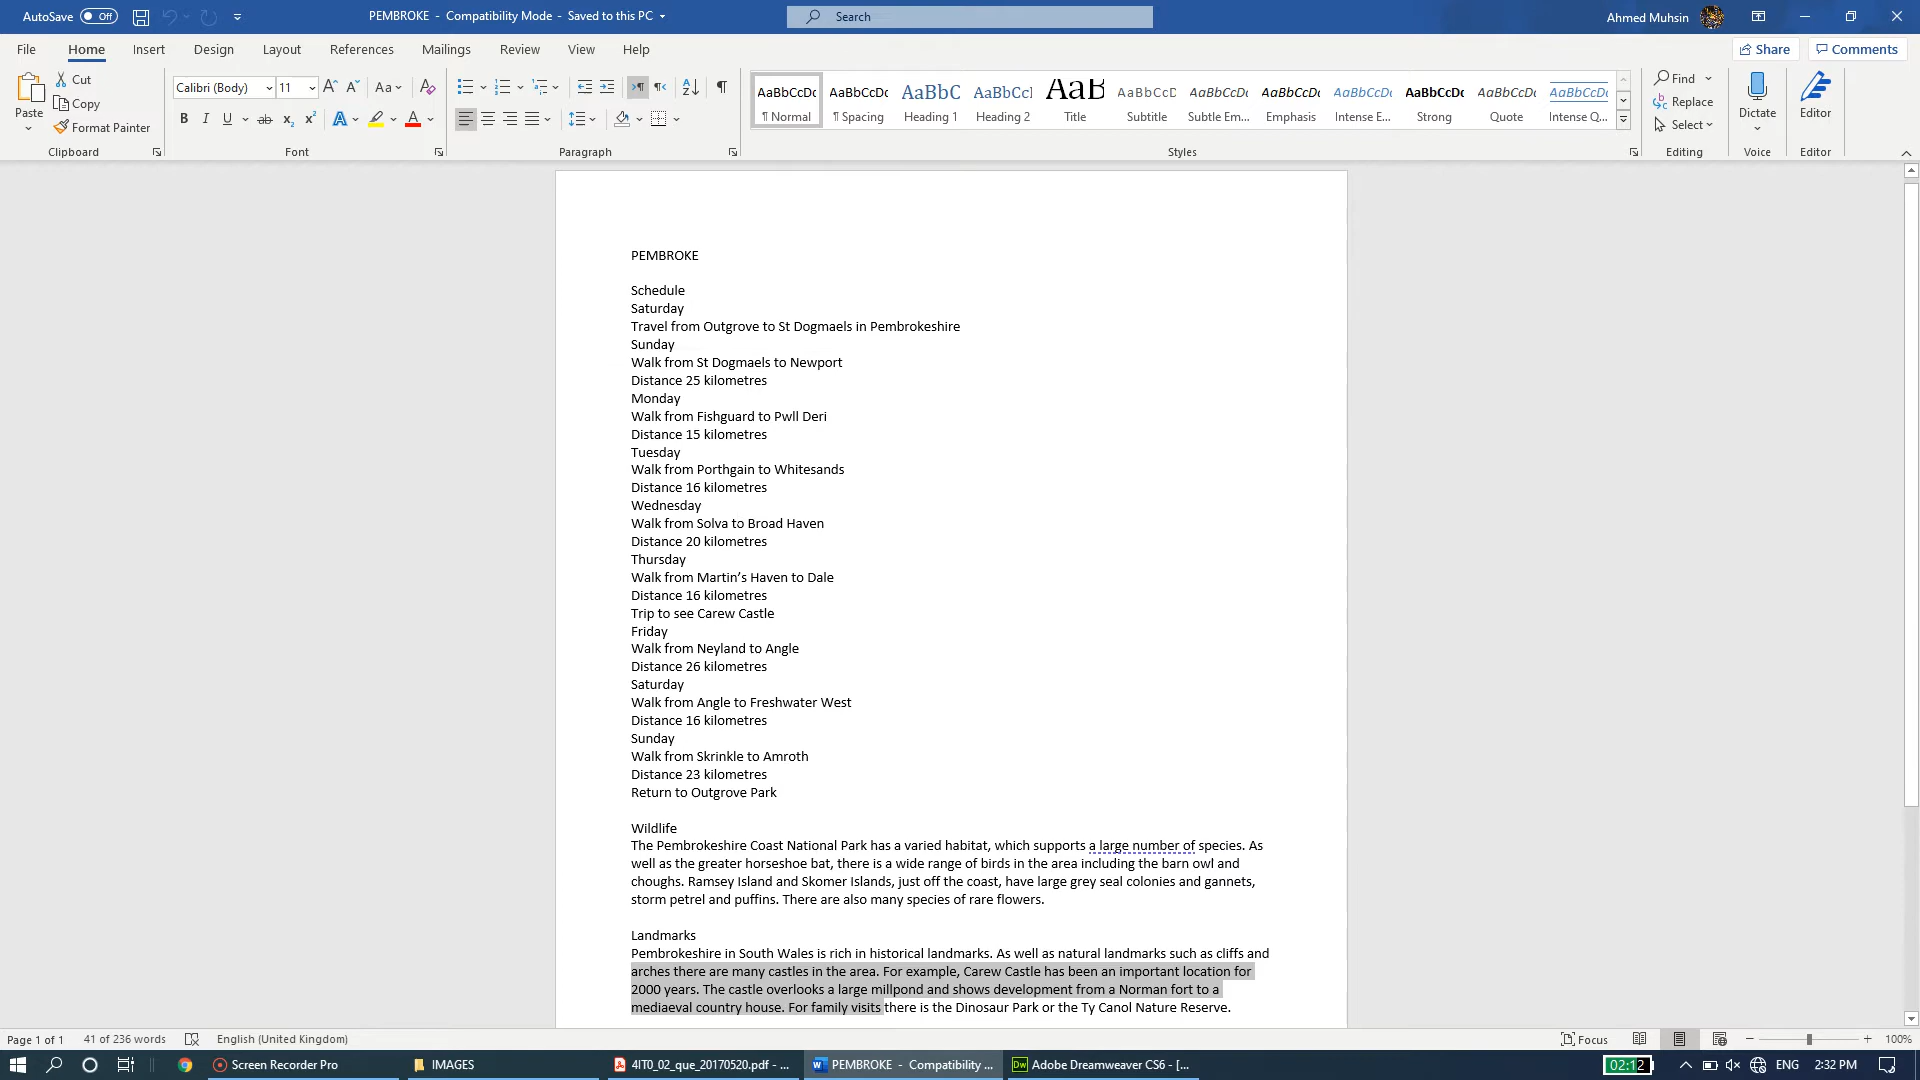 AutoSave Off PEMBROKE - Compatibility Mode - Saved to this PC Search Ahmed Muhsin
File Home Insert Design Layout References Mailings Review View Help Share Comments
Paste Cut Copy Format Painter Clipboard
Calibri (Body) 11 Aa Font
Paragraph
AaBbCcDc ¶ Normal
AaBbCcDc ¶ Spacing
AaBbC Heading 1
AaBbCcI Heading 2
AaB Title
AaBbCcD Subtitle
AaBbCcDc Subtle Em...
AaBbCcDc Emphasis
AaBbCcDc Intense E...
AaBbCcDc Strong
AaBbCcDc Quote
AaBbCcDc Intense Q...
Styles
Find Replace Select Editing
Dictate Voice
Editor Editor
PEMBROKE
Schedule
Saturday
Travel from Outgrove to St Dogmaels in Pembrokeshire
Sunday
Walk from St Dogmaels to Newport
Distance 25 kilometres
Monday
Walk from Fishguard to Pwll Deri
Distance 15 kilometres
Tuesday
Walk from Porthgain to Whitesands
Distance 16 kilometres
Wednesday
Walk from Solva to Broad Haven
Distance 20 kilometres
Thursday
Walk from Martin’s Haven to Dale
Distance 16 kilometres
Trip to see Carew Castle
Friday
Walk from Neyland to Angle
Distance 26 kilometres
Saturday
Walk from Angle to Freshwater West
Distance 16 kilometres
Sunday
Walk from Skrinkle to Amroth
Distance 23 kilometres
Return to Outgrove Park
Wildlife
The Pembrokeshire Coast National Park has a varied habitat, which supports a large number of species. As
well as the greater horseshoe bat, there is a wide range of birds in the area including the barn owl and
choughs. Ramsey Island and Skomer Islands, just off the coast, have large grey seal colonies and gannets,
storm petrel and puffins. There are also many species of rare flowers.
Landmarks
Pembrokeshire in South Wales is rich in historical landmarks. As well as natural landmarks such as cliffs and
arches there are many castles in the area. For example, Carew Castle has been an important location for
2000 years. The castle overlooks a large millpond and shows development from a Norman fort to a
mediaeval country house. For family visits there is the Dinosaur Park or the Ty Canol Nature Reserve.
Page 1 of 1 41 of 236 words English (United Kingdom) Focus 100%
Screen Recorder Pro IMAGES 4IT0_02_que_20170520.pdf - ... PEMBROKE - Compatibility ... Adobe Dreamweaver CS6 - [... 02:12 ENG 2:32 PM